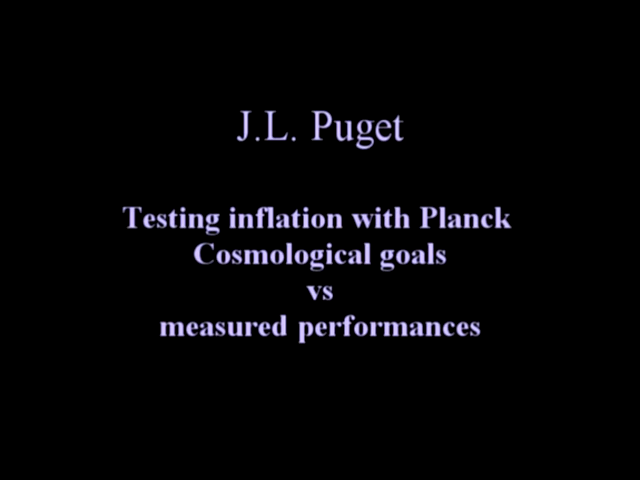 J.L. Puget
Testing inflation with Planck
Cosmological goals
vs
measured performances